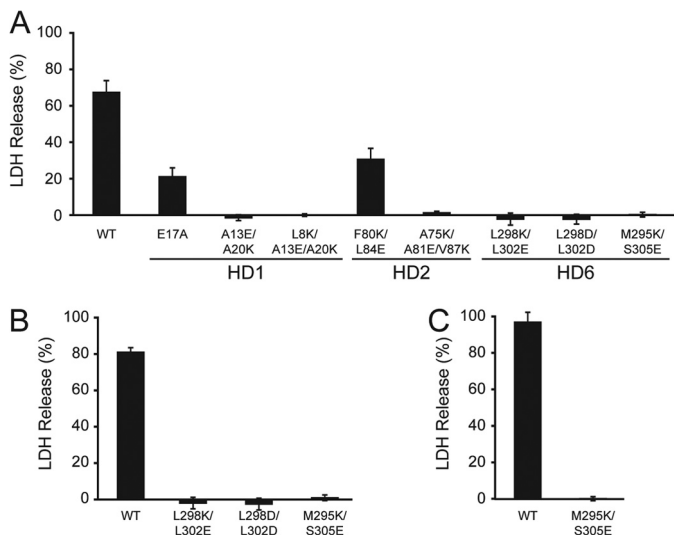 A
LDH Release (%)
100
80
60
40
20
0
WT
E17A
A13E/
A20K
L8K/
A13E/A20K
F80K/
L84E
A75K/
A81E/V87K
L298K/
L302E
L298D/
L302D
M295K/
S305E
HD1
HD2
HD6
B
LDH Release (%)
100
80
60
40
20
0
WT
L298K/
L302E
L298D/
L302D
M295K/
S305E
C
LDH Release (%)
100
80
60
40
20
0
WT
M295K/
S305E